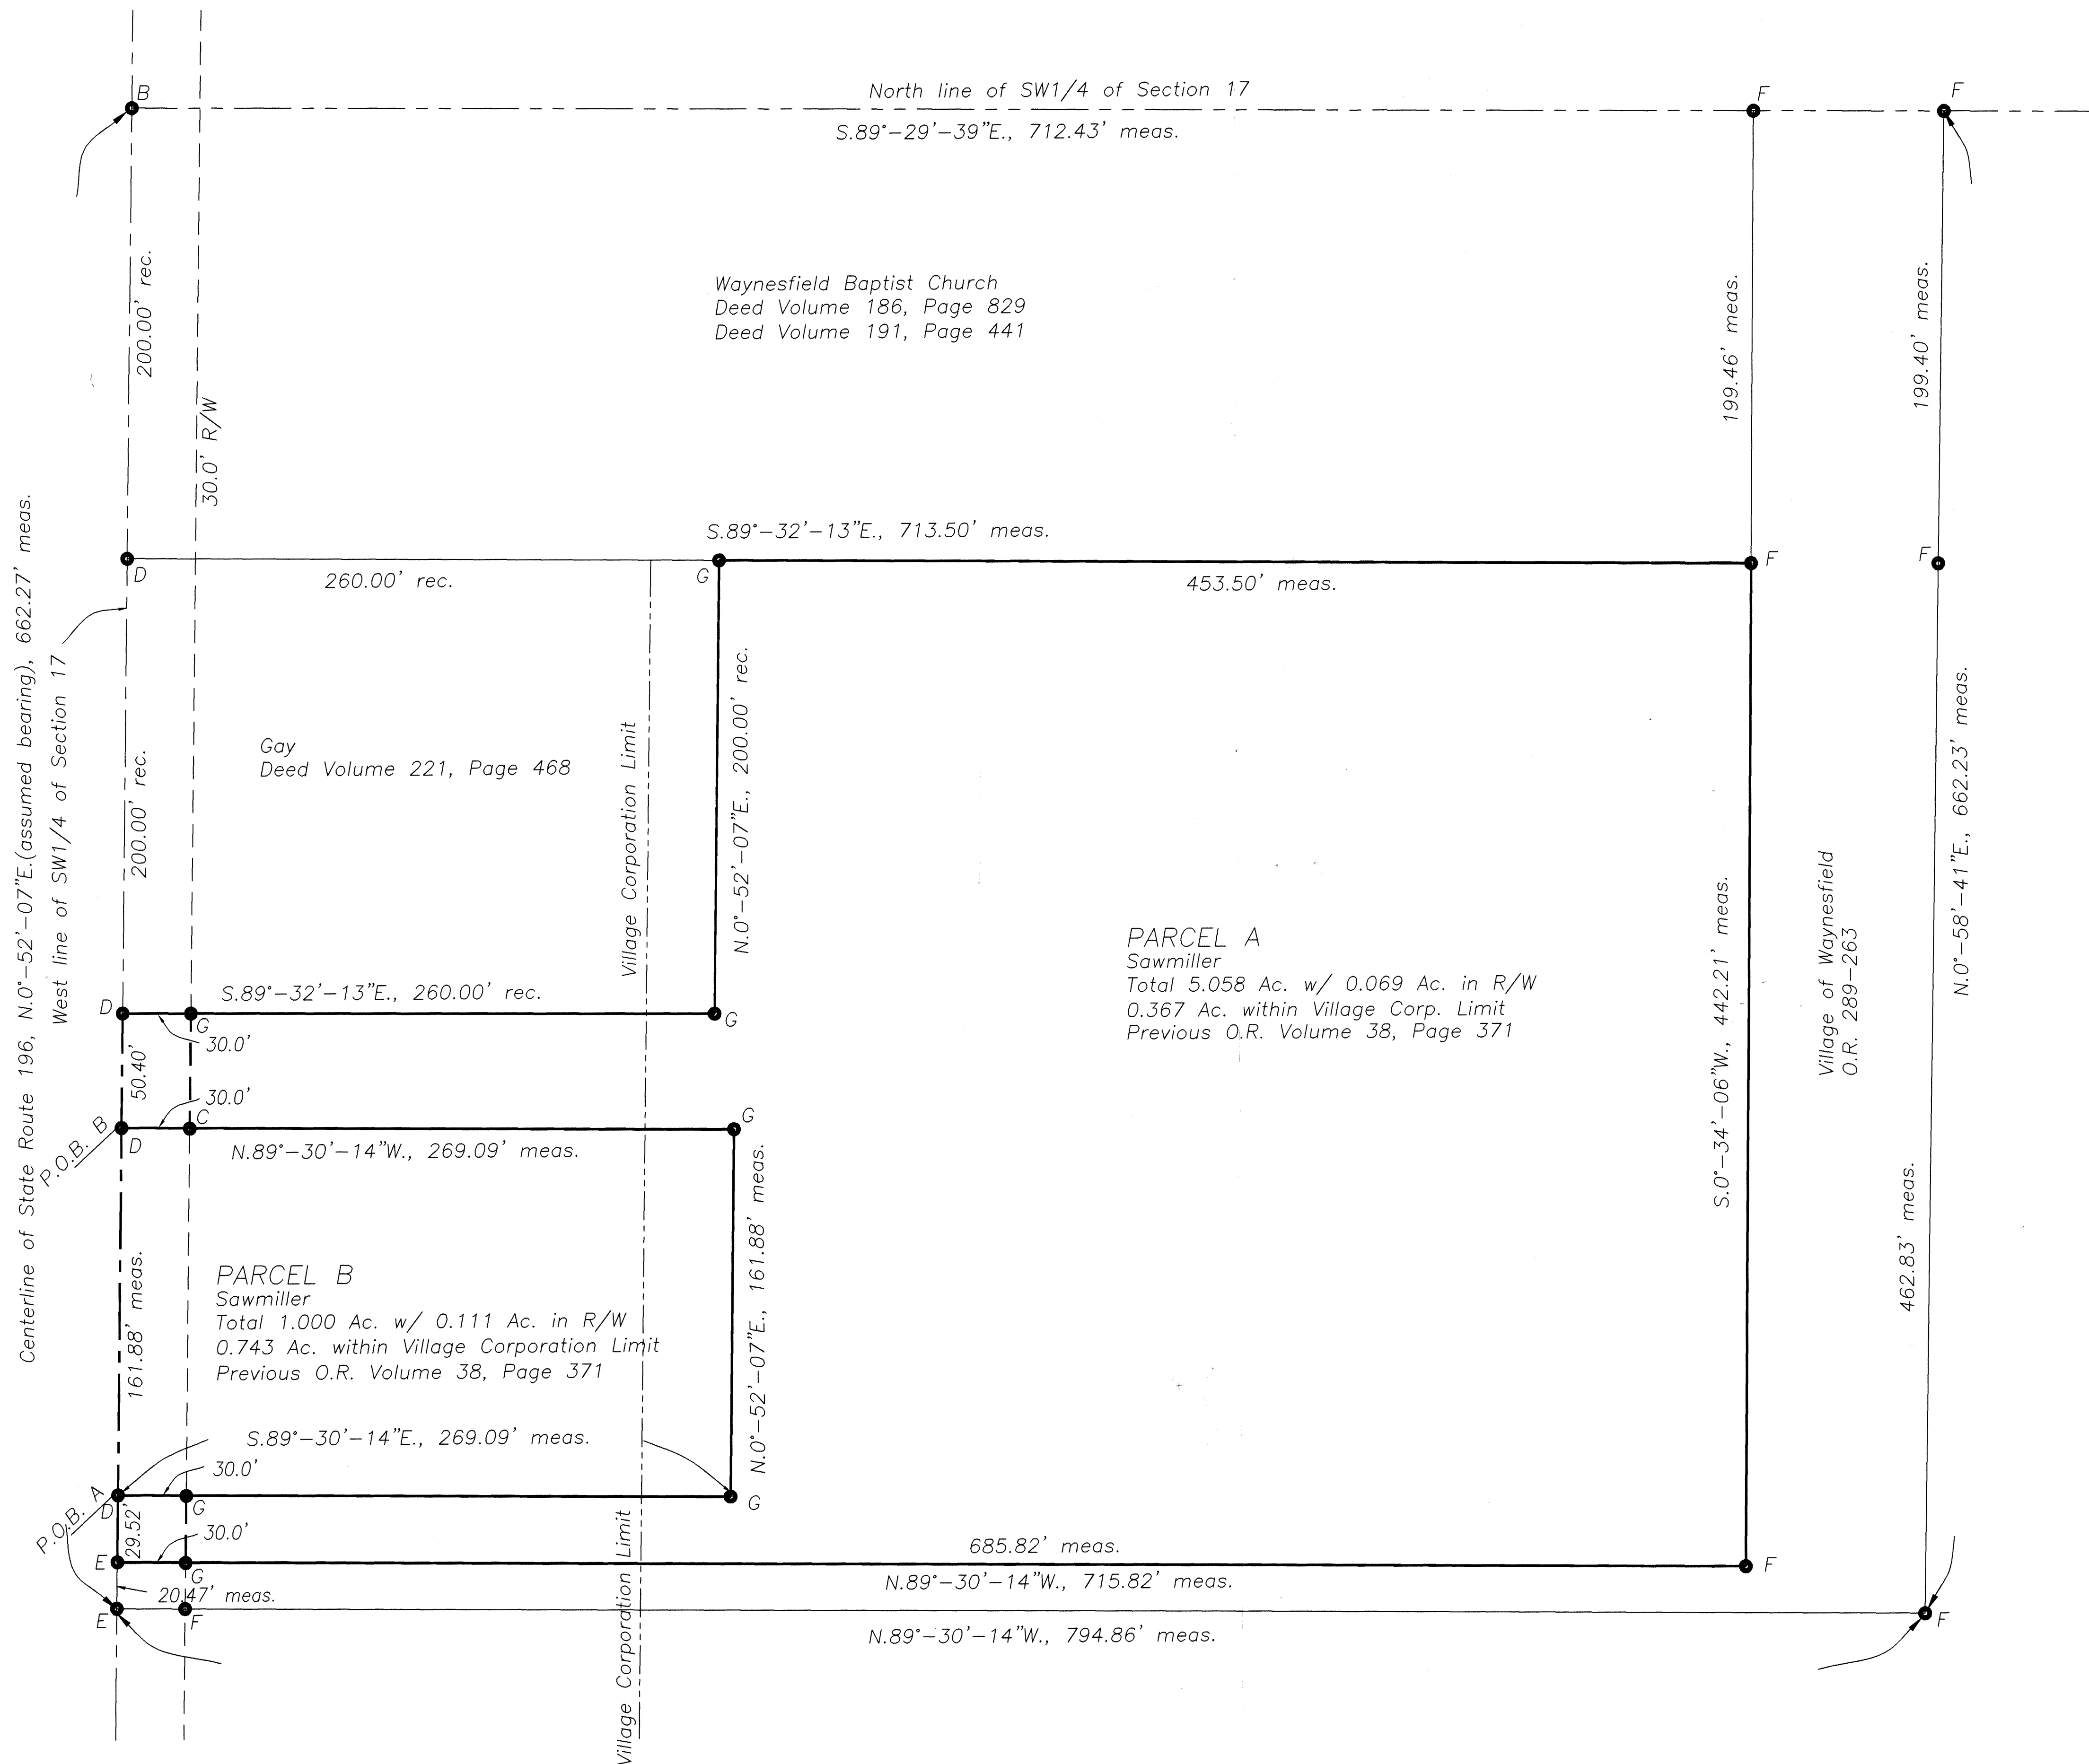 B
North line of SW1/4 of Section 17
F
F
S.89°-29'-39"E., 712.43' meas.
200.00' rec.
30.0' R/W
Waynesfield Baptist Church
Deed Volume 186, Page 829
Deed Volume 191, Page 441
199.46' meas.
199.40' meas.
Centerline of State Route 196, N.0°-52'-07"E.(assumed bearing), 662.27' meas.
West line of SW1/4 of Section 17
S.89°-32'-13"E., 713.50' meas.
D
260.00' rec.
G
453.50' meas.
F
F
200.00' rec.
Gay
Deed Volume 221, Page 468
Village Corporation Limit
N.0°-52'-07"E., 200.00' rec.
PARCEL A
Sawmiller
Total 5.058 Ac. w/ 0.069 Ac. in R/W
0.367 Ac. within Village Corp. Limit
Previous O.R. Volume 38, Page 371
S.0°-34'-06"W., 442.21' meas.
Village of Waynesfield
O.R. 289-263
N.0°-58'-41"E., 662.23' meas.
462.83' meas.
S.89°-32'-13"E., 260.00' rec.
D
G
G
30.0'
50.40'
30.0'
P.O.B. B
D
C
G
N.89°-30'-14"W., 269.09' meas.
161.88' meas.
PARCEL B
Sawmiller
Total 1.000 Ac. w/ 0.111 Ac. in R/W
0.743 Ac. within Village Corporation Limit
Previous O.R. Volume 38, Page 371
N.0°-52'-07"E., 161.88' meas.
S.89°-30'-14"E., 269.09' meas.
30.0'
P.O.B. A
D
G
G
29.52'
30.0'
E
G
685.82' meas.
F
N.89°-30'-14"W., 715.82' meas.
20.47' meas.
E
F
N.89°-30'-14"W., 794.86' meas.
F
Village Corporation Limit